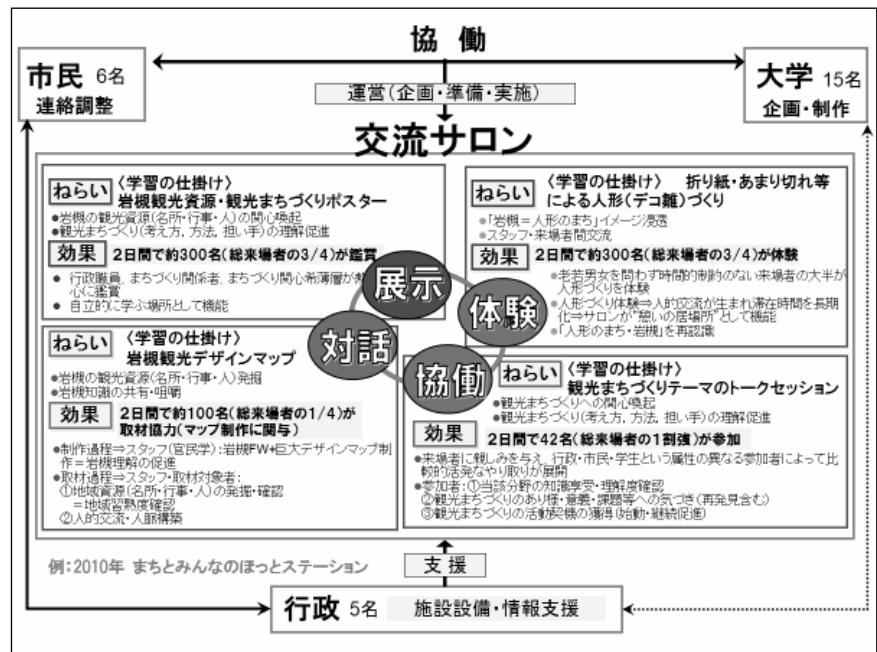 協 働
市民 6名
連絡調整
大学 15名
企画・制作
運営(企画・準備・実施)
交流サロン
ねらい
〈学習の仕掛け〉
岩槻観光資源・観光まちづくりポスター
●岩槻の観光資源(名所・行事・人)の関心喚起
●観光まちづくり(考え方、方法、担い手)の理解促進
効果 2日間で約300名(総来場者の3/4)が鑑賞
● 行政職員、まちづくり関係者、まちづくり関心希薄層が
心に鑑賞
● 自立的に学ぶ場所として機能
ねらい
〈学習の仕掛け〉 折り紙・あまり切れ等
による人形(デコ雛)づくり
●「岩槻=人形のまち」イメージ浸透
●スタッフ・来場者間交流
効果 2日間で約300名(総来場者の3/4)が体験
●老若男女を問わず時間的制約のない来場者の大半が
人形づくりを体験
●人形づくり体験⇒人的交流が生まれ滞在時間を長期
化⇒サロンが“憩いの居場所”として機能
●「人形のまち・岩槻」を再認識
展示
体験
対話
協働
ねらい
〈学習の仕掛け〉
岩槻観光デザインマップ
●岩槻の観光資源(名所・行事・人)発掘
●岩槻知識の共有・咀嚼
効果 2日間で約100名(総来場者の1/4)が
取材協力(マップ制作に関与)
●制作過程⇒スタッフ(官民学):岩槻FW+巨大デザインマップ制
作=岩槻理解の促進
●取材過程⇒スタッフ・取材対象者:
①地域資源(名所・行事・人)の発掘・確認
=地域習熟度確認
②人的交流・人脈構築
ねらい
〈学習の仕掛け〉
観光まちづくりテーマのトークセッション
●観光まちづくりへの関心喚起
●観光まちづくり(考え方、方法、担い手)の理解促進
効果
2日間で42名(総来場者の1割強)が参加
●来場者に親しみを与え、行政・市民・学生という属性の異なる参加者によって比
較的活発なやり取りが展開
●参加者:①当該分野の知識享受・理解度確認
②観光まちづくりのあり様・意義・課題等への気づき(再発見含む)
③観光まちづくりの活動契機の獲得(始動・継続促進)
例:2010年 まちとみんなのほっとステーション
支 援
行政 5名 施設設備・情報支援